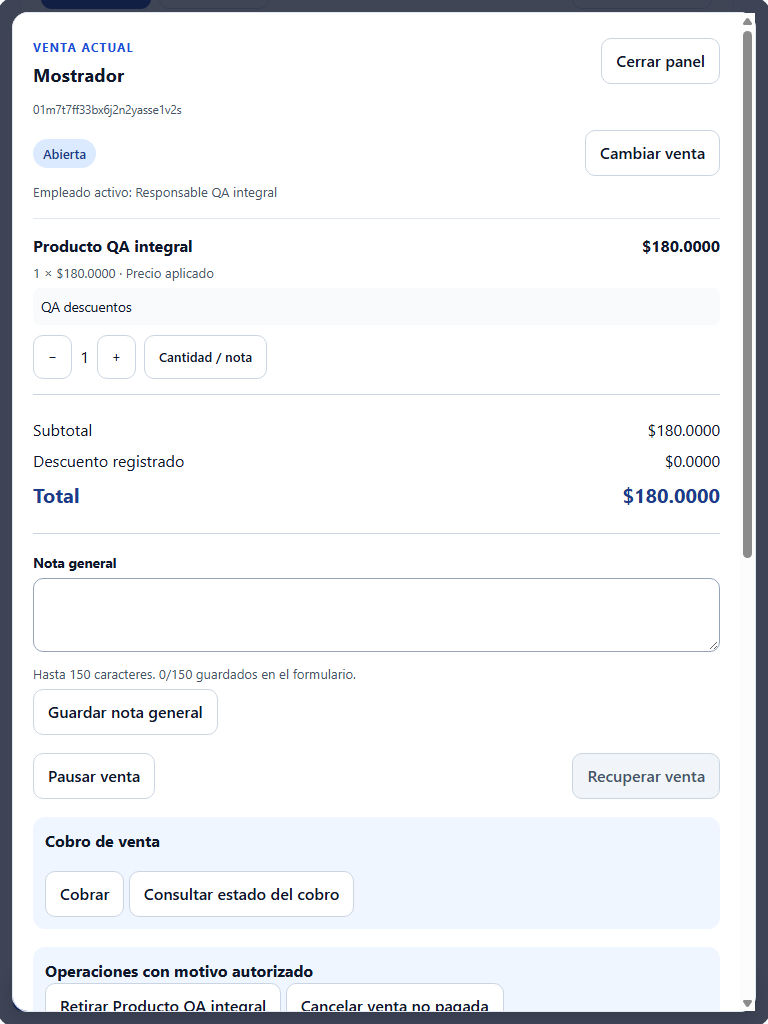 VENTA ACTUAL
Mostrador
Cerrar panel
01m7t7ff33bx6j2n2yasse1v2s
Abierta
Cambiar venta
Empleado activo: Responsable QA integral
Producto QA integral $180.0000
1 × $180.0000 · Precio aplicado
QA descuentos
− 1 + Cantidad / nota
Subtotal $180.0000
Descuento registrado $0.0000
Total $180.0000
Nota general
Hasta 150 caracteres. 0/150 guardados en el formulario.
Guardar nota general
Pausar venta Recuperar venta
Cobro de venta
Cobrar Consultar estado del cobro
Operaciones con motivo autorizado
Retirar Producto QA integral Cancelar venta no pagada